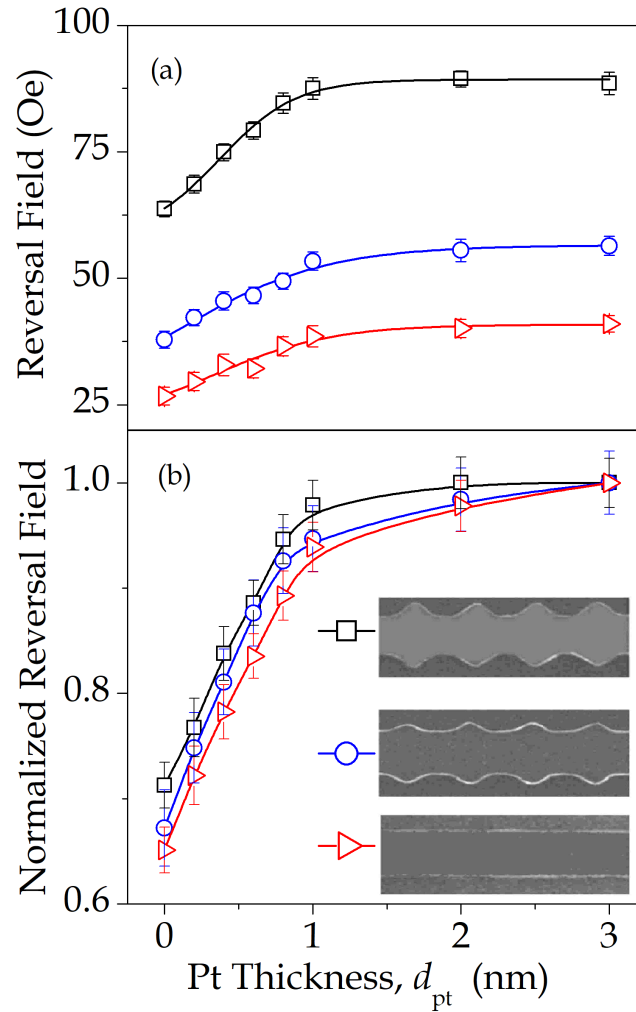 100
(a)
75
50
25
Reversal Field (Oe)
(b)
1.0
0.8
0.6
Normalized Reversal Field
0 1 2 3
Pt Thickness, d_pt (nm)